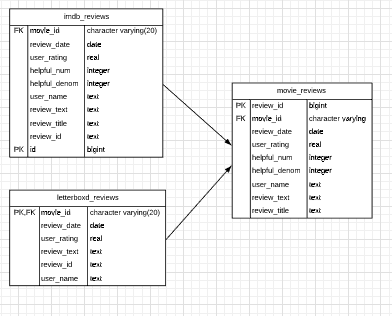 imdb_reviews
FK movie_id character varying(20)
review_date date
user_rating real
helpful_num integer
helpful_denom integer
user_name text
review_text text
review_title text
review_id text
PK id bigint
movie_reviews
PK review_id bigint
FK movie_id character varying
review_date date
user_rating real
helpful_num integer
helpful_denom integer
user_name text
review_text text
review_title text
letterboxd_reviews
PK,FK movie_id character varying(20)
review_date date
user_rating real
review_text text
review_id text
user_name text